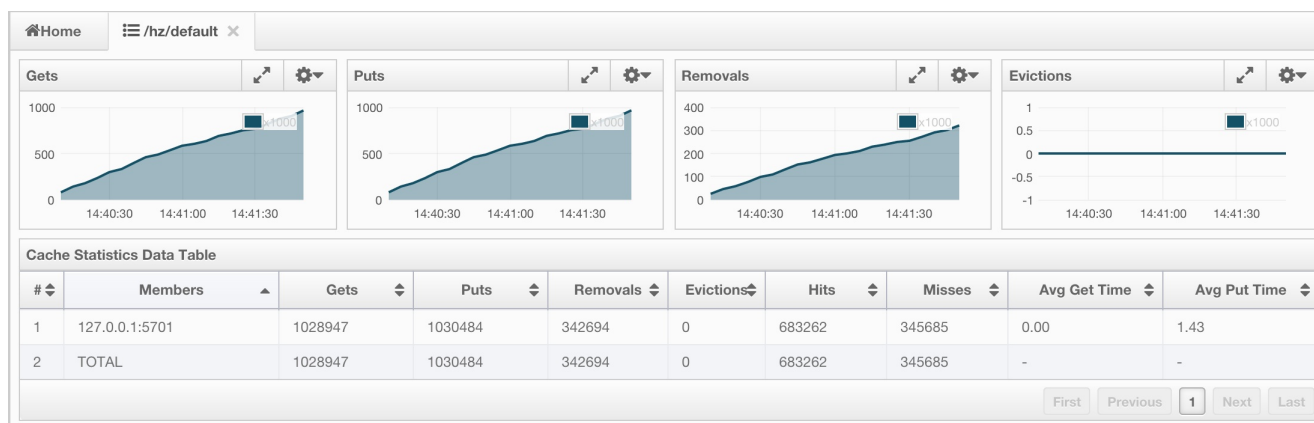 Home /hz/default
Gets Puts Removals Evictions
1000
x1000
500
0
14:40:30 14:41:00 14:41:30
1000
x1000
500
0
14:40:30 14:41:00 14:41:30
400
x1000
300
200
100
0
14:40:30 14:41:00 14:41:30
1
x1000
0.5
0
-0.5
-1
14:40:30 14:41:00 14:41:30
Cache Statistics Data Table
# Members Gets Puts Removals Evictions Hits Misses Avg Get Time Avg Put Time
1 127.0.0.1:5701 1028947 1030484 342694 0 683262 345685 0.00 1.43
2 TOTAL 1028947 1030484 342694 0 683262 345685 - -
First Previous 1 Next Last